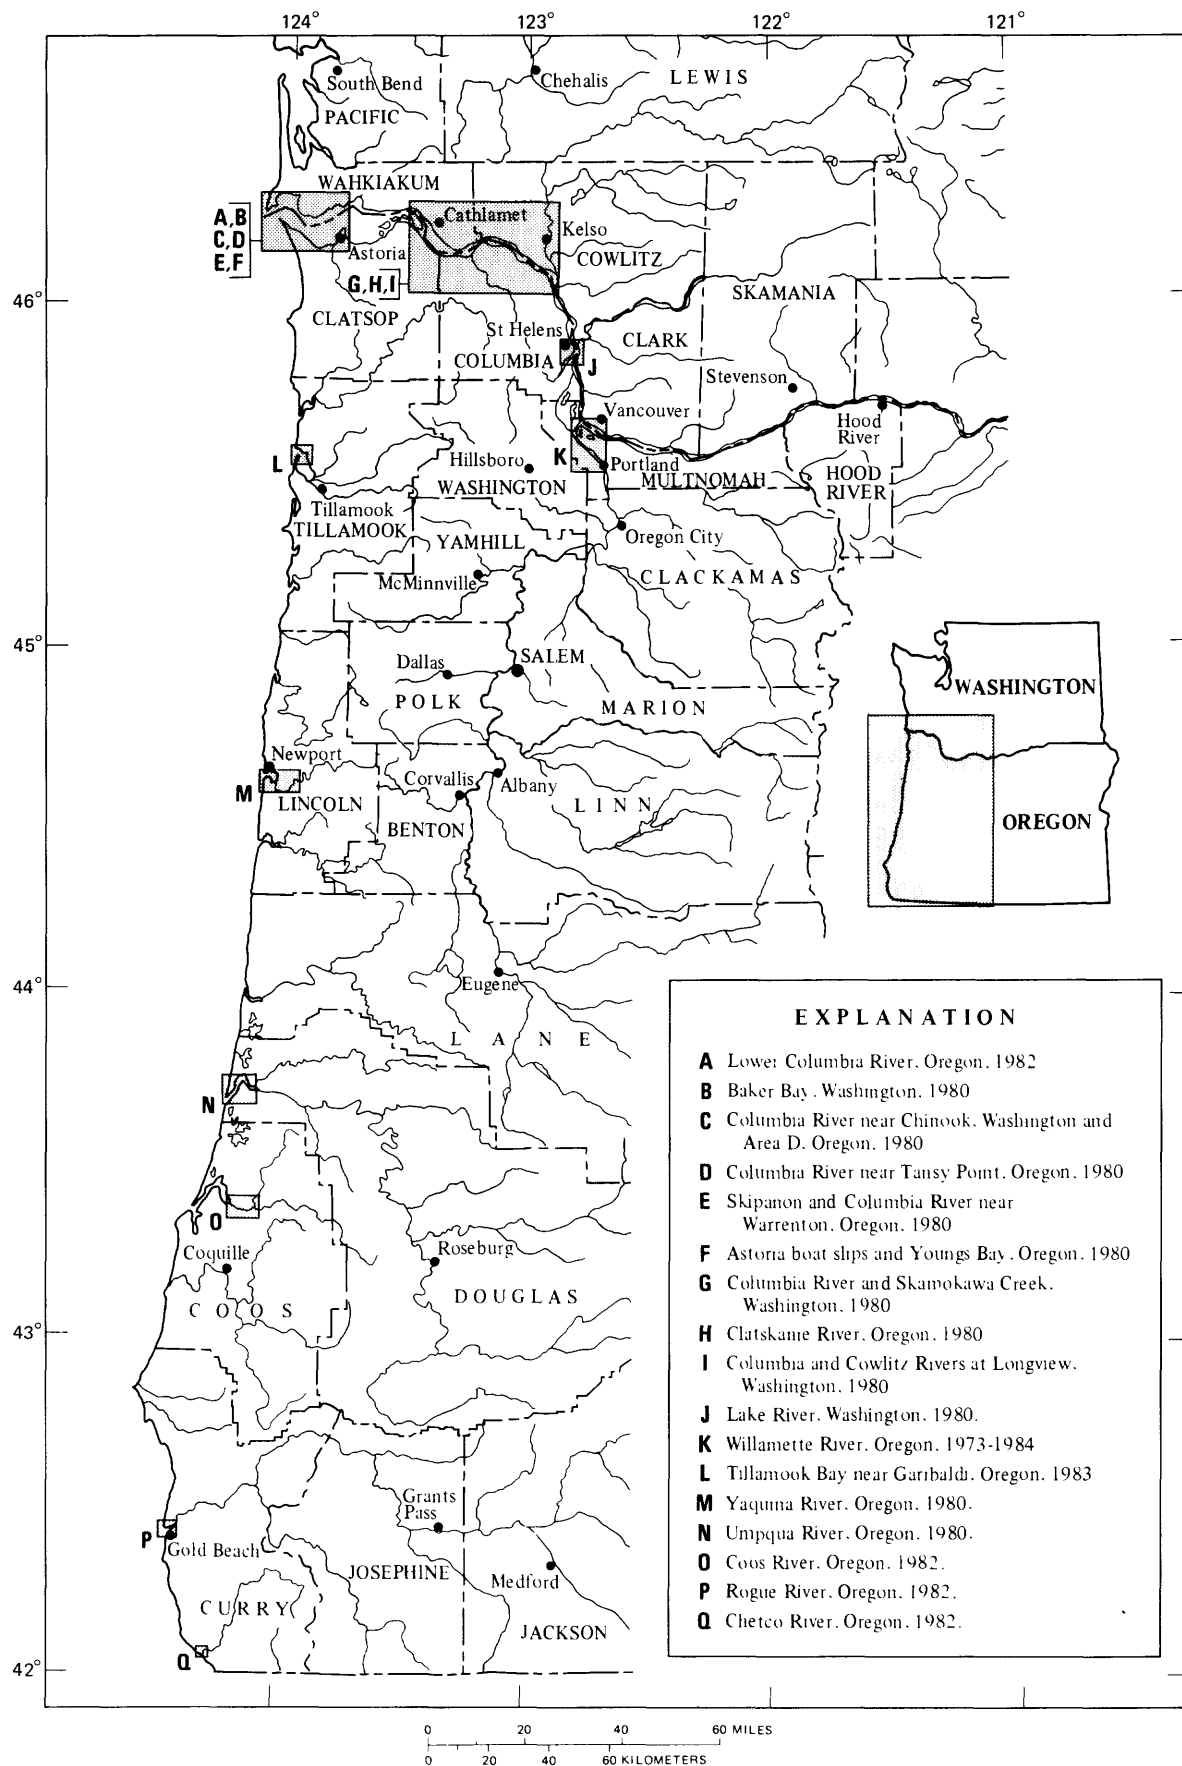 124° 123° 122° 121°
South Bend
Chehalis
LEWIS
PACIFIC
WAHKIAKUM
A,B
C,D
E,F
Cathlamet
Kelso
Astoria
COWLITZ
G,H,I
46°
SKAMANIA
CLATSOP
St Helens
CLARK
COLUMBIA
J
Stevenson
Vancouver
Hood
River
K
L
Hillsboro
Portland
WASHINGTON
MULTNOMAH
HOOD
RIVER
Tillamook
TILLAMOOK
YAMHILL
Oregon City
McMinnville
CLACKAMAS
45°
Dallas
SALEM
POLK
MARION
WASHINGTON
Newport
M
LINCOLN
Corvallis
Albany
LINN
BENTON
OREGON
44°
Eugene
LANE
N
O
Coquille
Roseburg
COOS
DOUGLAS
43°
Grants
Pass
P
Gold Beach
JOSEPHINE
Medford
CURRY
JACKSON
Q
42°
EXPLANATION
A Lower Columbia River, Oregon, 1982
B Baker Bay, Washington, 1980
C Columbia River near Chinook, Washington and
Area D, Oregon, 1980
D Columbia River near Tansy Point, Oregon, 1980
E Skipanon and Columbia River near
Warrenton, Oregon, 1980
F Astoria boat slips and Youngs Bay, Oregon, 1980
G Columbia River and Skamokawa Creek,
Washington, 1980
H Clatskanie River, Oregon, 1980
I Columbia and Cowlitz Rivers at Longview,
Washington, 1980
J Lake River, Washington, 1980.
K Willamette River, Oregon, 1973-1984
L Tillamook Bay near Garibaldi, Oregon, 1983
M Yaquina River, Oregon, 1980.
N Umpqua River, Oregon, 1980.
O Coos River, Oregon, 1982.
P Rogue River, Oregon, 1982.
Q Chetco River, Oregon, 1982.
0 20 40 60 MILES
0 20 40 60 KILOMETERS